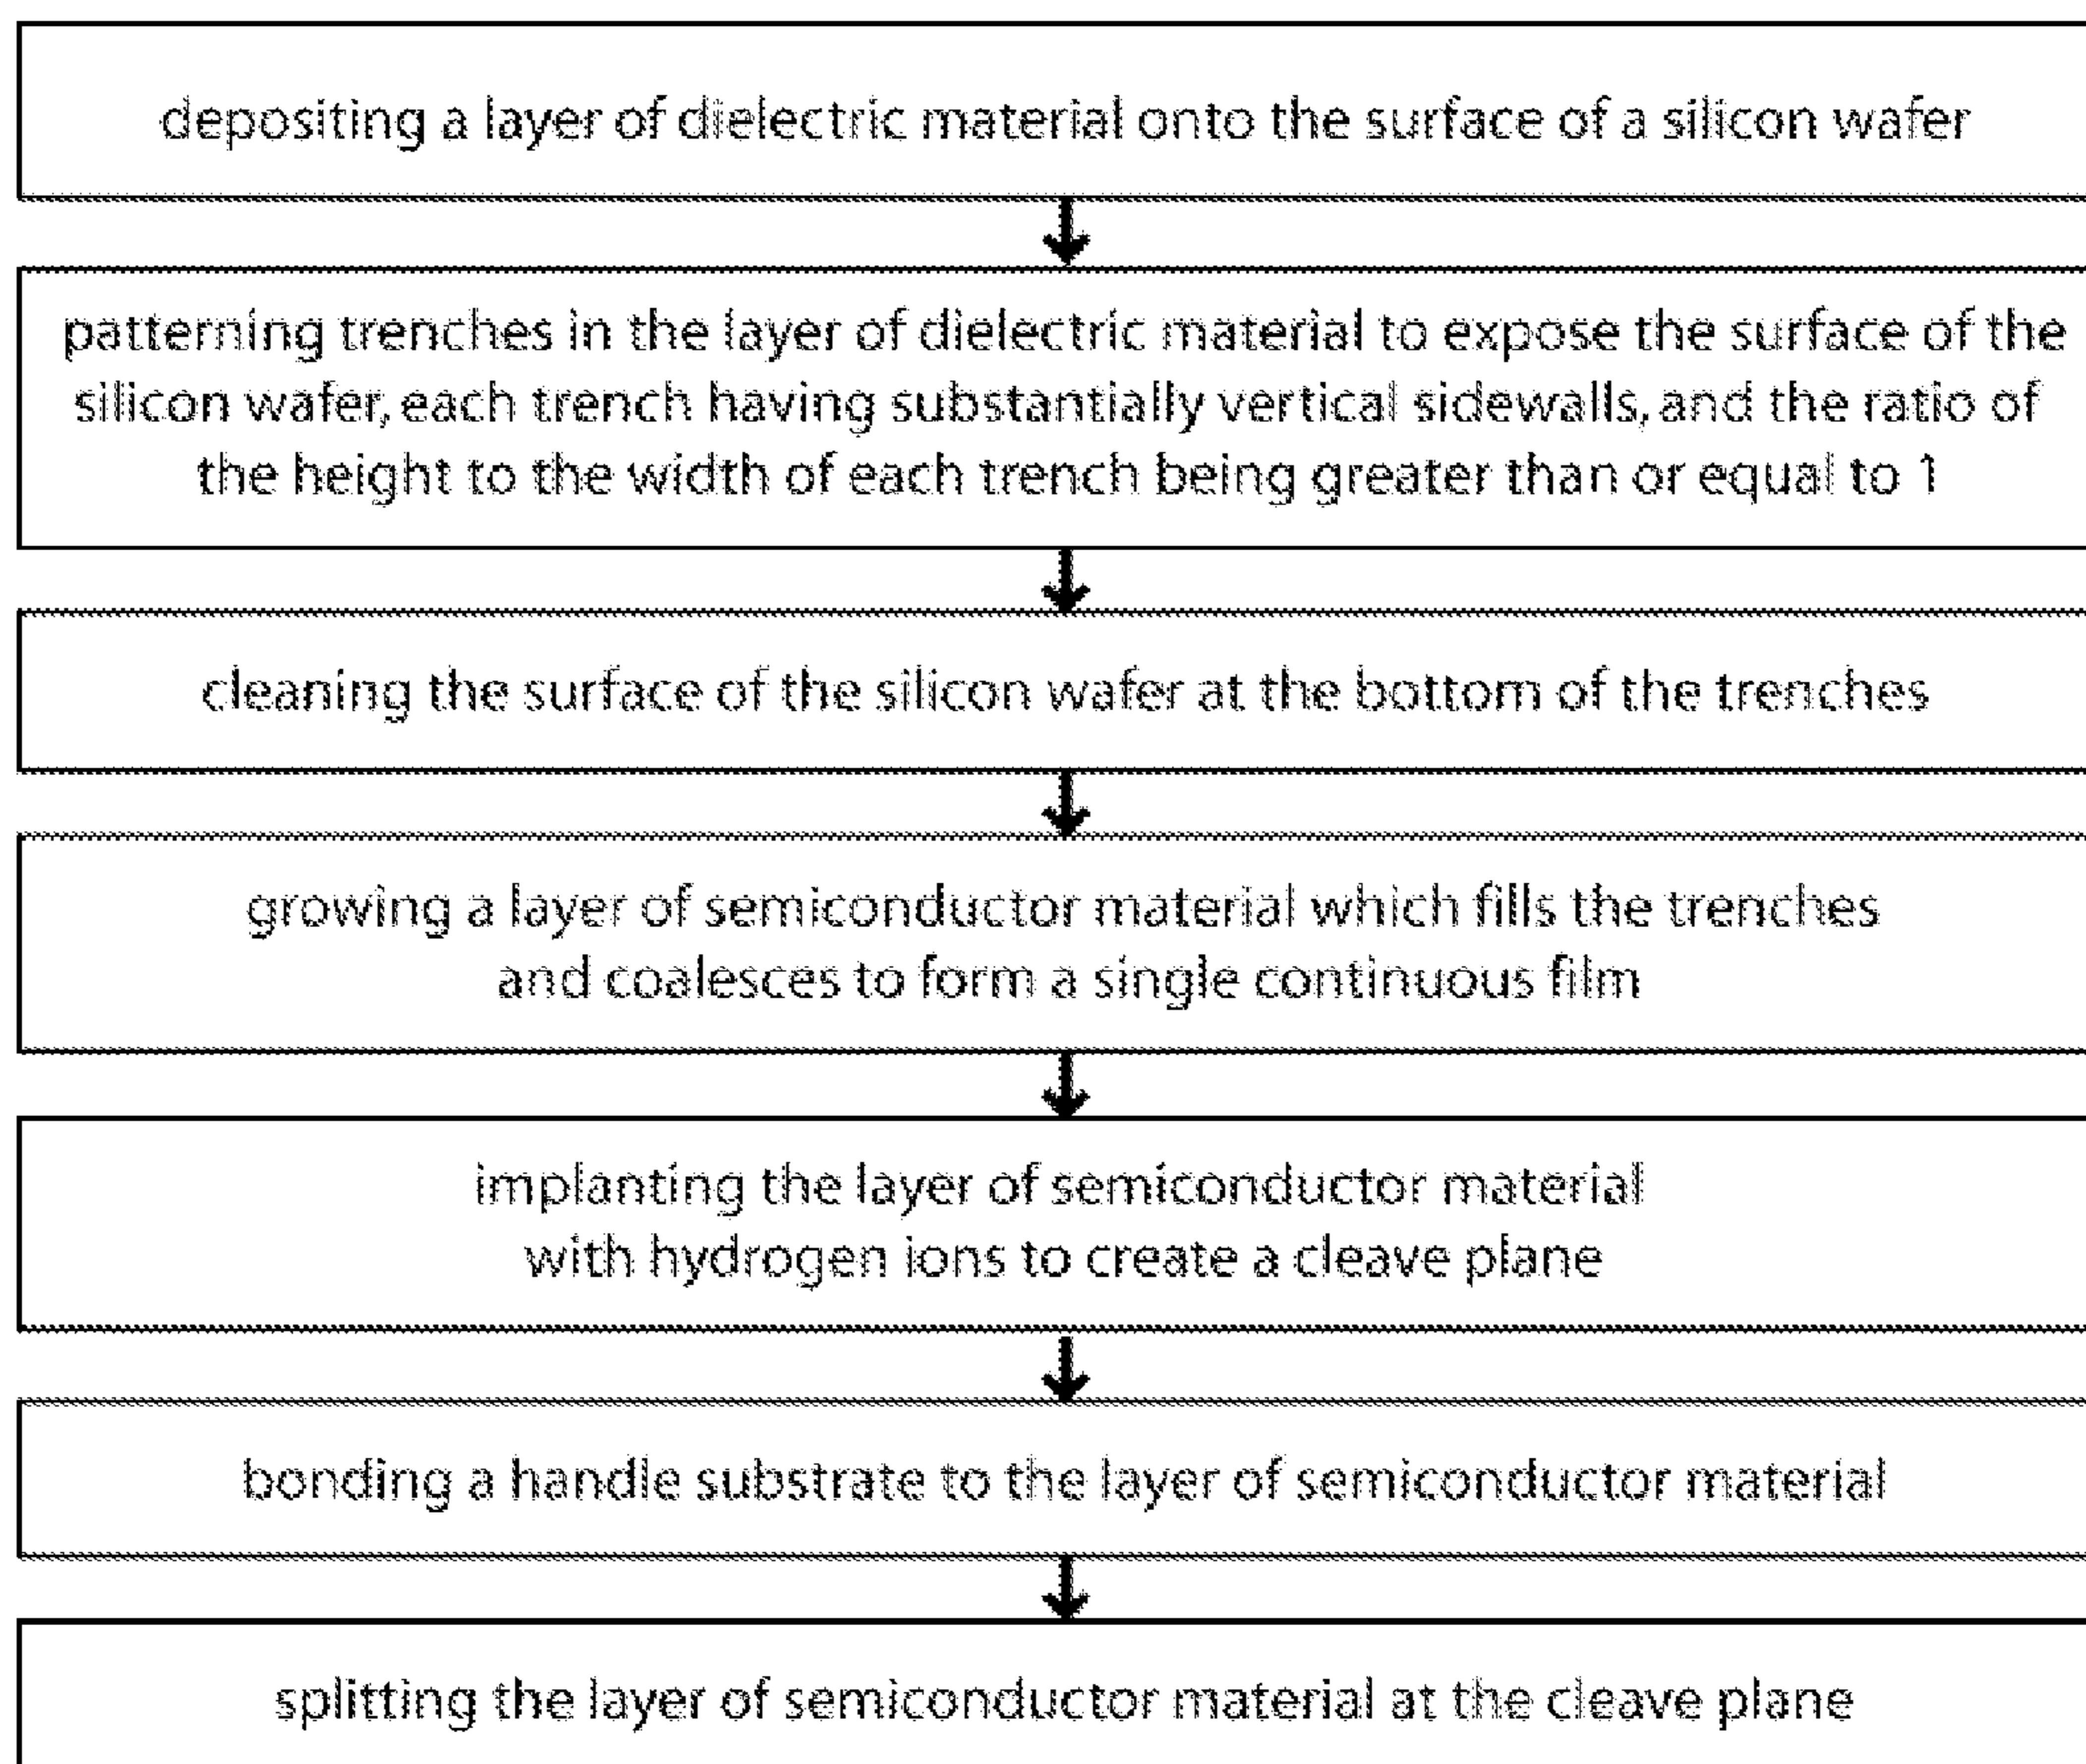 depositing a layer of dielectric material onto the surface of a silicon wafer
patterning trenches in the layer of dielectric material to expose the surface of the
silicon wafer, each trench having substantially vertical sidewalls, and the ratio of
the height to the width of each trench being greater than or equal to 1
cleaning the surface of the silicon wafer at the bottom of the trenches
growing a layer of semiconductor material which fills the trenches
and coalesces to form a single continuous film
implanting the layer of semiconductor material
with hydrogen ions to create a cleave plane
bonding a handle substrate to the layer of semiconductor material
splitting the layer of semiconductor material at the cleave plane